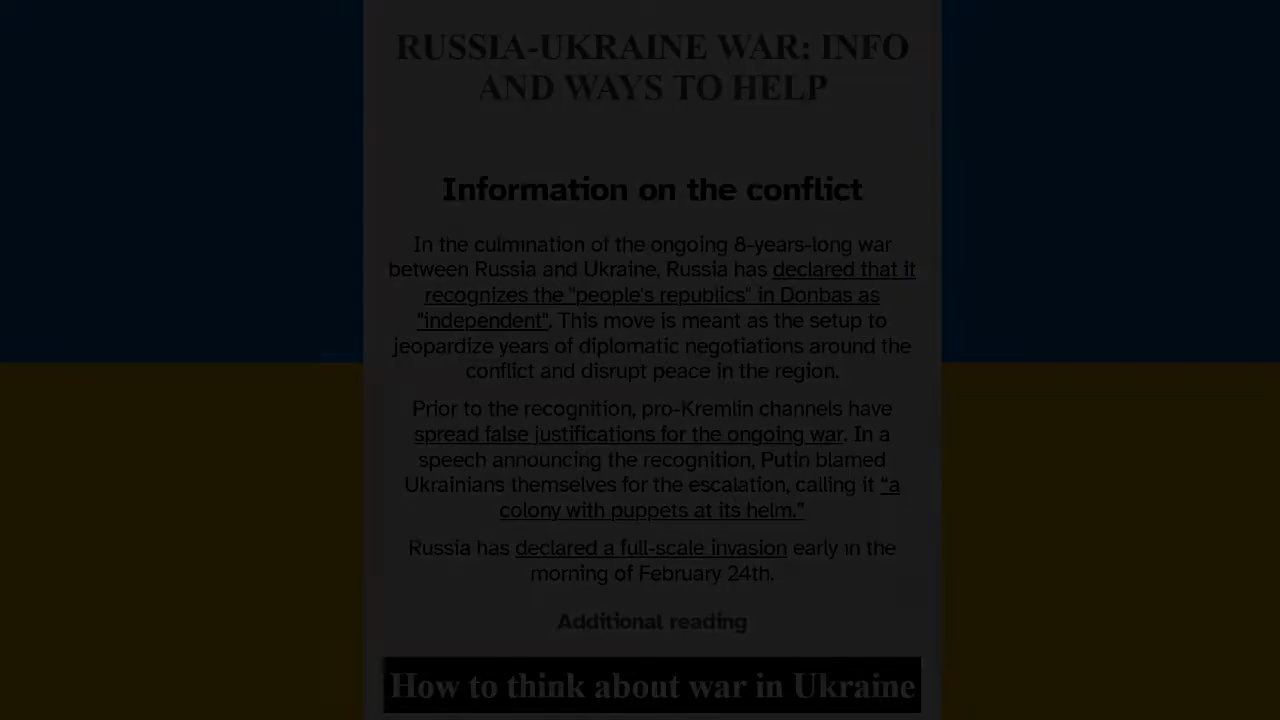 RUSSIA-UKRAINE WAR: INFO
AND WAYS TO HELP
Information on the conflict
In the culmination of the ongoing 8-years-long war
between Russia and Ukraine, Russia has declared that it
recognizes the "people's republics" in Donbas as
"independent". This move is meant as the setup to
jeopardize years of diplomatic negotiations around the
conflict and disrupt peace in the region.
Prior to the recognition, pro-Kremlin channels have
spread false justifications for the ongoing war. In a
speech announcing the recognition, Putin blamed
Ukrainians themselves for the escalation, calling it “a
colony with puppets at its helm.”
Russia has declared a full-scale invasion early in the
morning of February 24th.
Additional reading
How to think about war in Ukraine